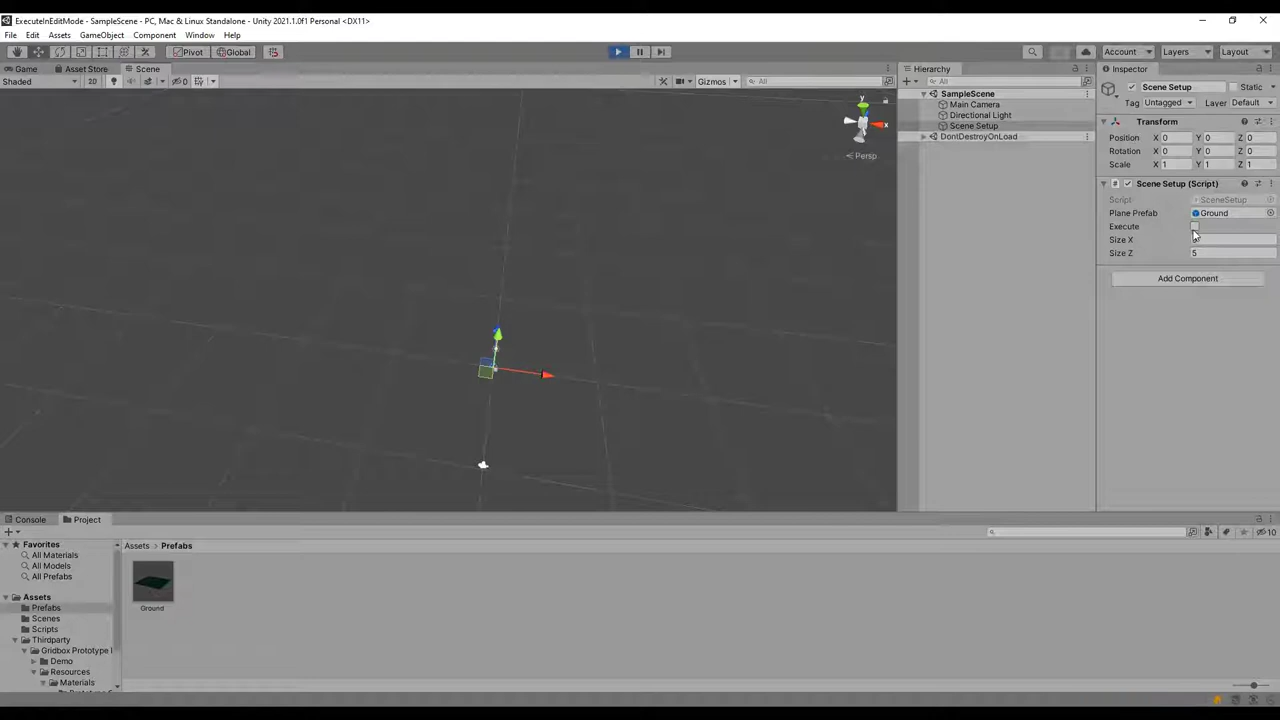 ExecuteInEditMode - SampleScene - PC, Mac & Linux Standalone - Unity 2021.1.0f1 Personal <DX11>
File Edit Assets GameObject Component Window Help
Pivot Global Account Layers Layout
Game Asset Store Scene
Shaded 2D 0 Gizmos All
y
x
Persp
Hierarchy
All
SampleScene
Main Camera
Directional Light
Scene Setup
DontDestroyOnLoad
Inspector
Scene Setup Static
Tag Untagged Layer Default
Transform
Position X 0 Y 0 Z 0
Rotation X 0 Y 0 Z 0
Scale X 1 Y 1 Z 1
Scene Setup (Script)
Script SceneSetup
Plane Prefab Ground
Execute
Size X
Size Z 5
Add Component
Console Project
10
Favorites
All Materials
All Models
All Prefabs
Assets
Prefabs
Scenes
Scripts
Thirdparty
Gridbox Prototype
Demo
Resources
Materials
Assets > Prefabs
Ground